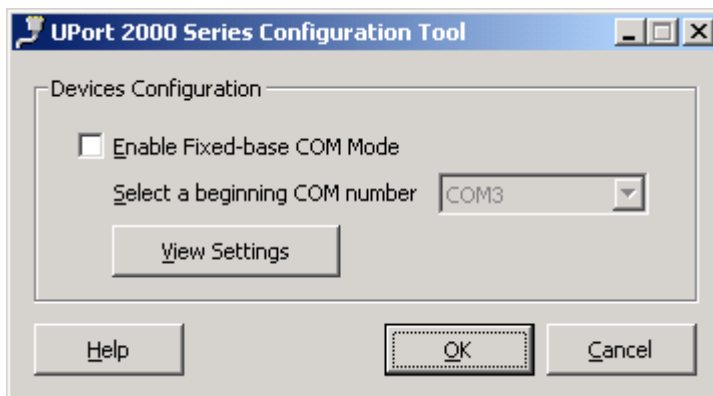 UPort 2000 Series Configuration Tool
Devices Configuration
Enable Fixed-base COM Mode
Select a beginning COM number COM3
View Settings
Help OK Cancel